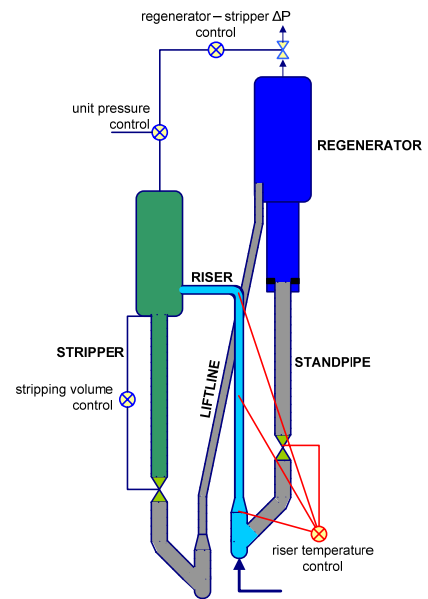 regenerator – stripper ΔP
control
unit pressure
control
REGENERATOR
RISER
STRIPPER
STANDPIPE
LIFTLINE
stripping volume
control
riser temperature
control